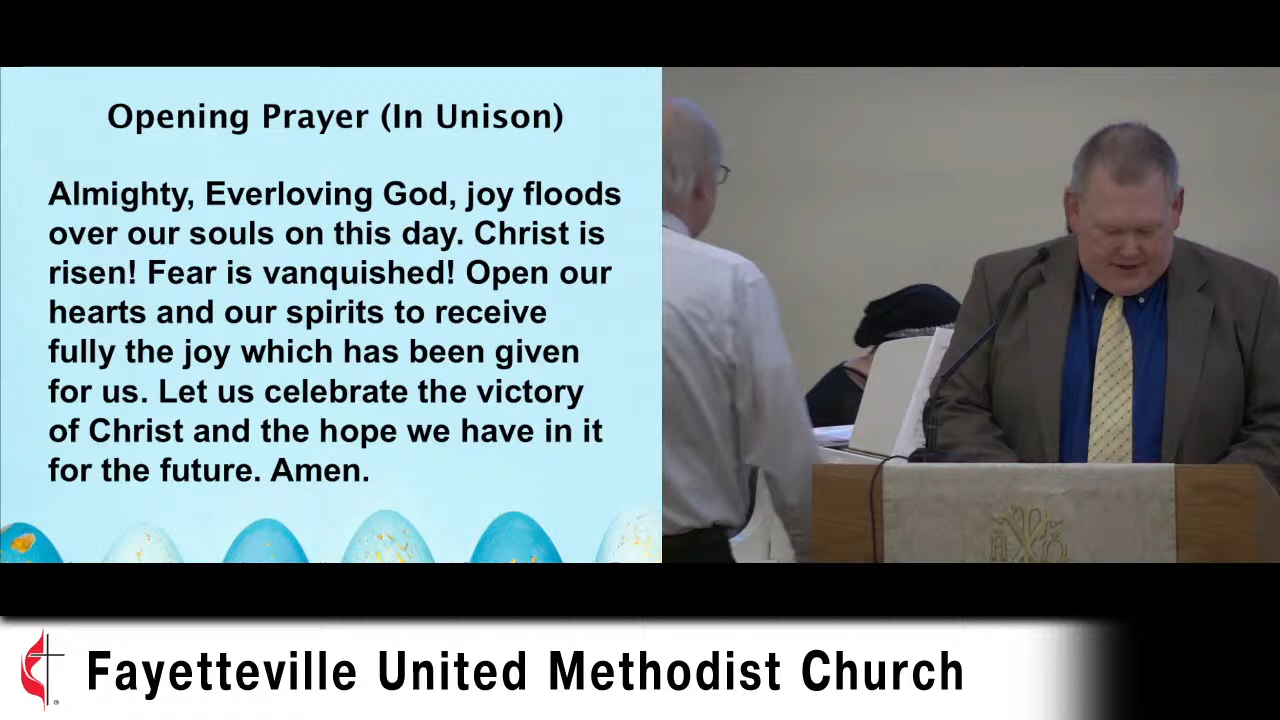 Opening Prayer (In Unison)
Almighty, Everloving God, joy floods
over our souls on this day. Christ is
risen! Fear is vanquished! Open our
hearts and our spirits to receive
fully the joy which has been given
for us. Let us celebrate the victory
of Christ and the hope we have in it
for the future. Amen.
Fayetteville United Methodist Church